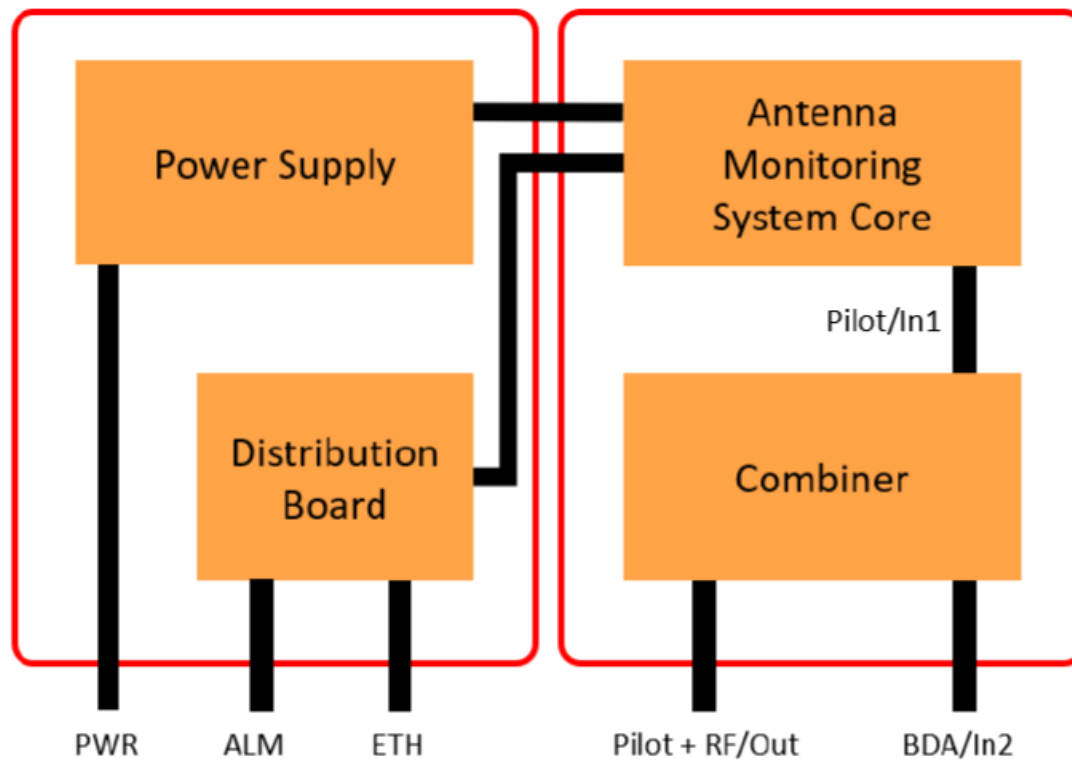 Power Supply
Antenna
Monitoring
System Core
Pilot/In1
Distribution
Board
Combiner
PWR
ALM
ETH
Pilot + RF/Out
BDA/In2